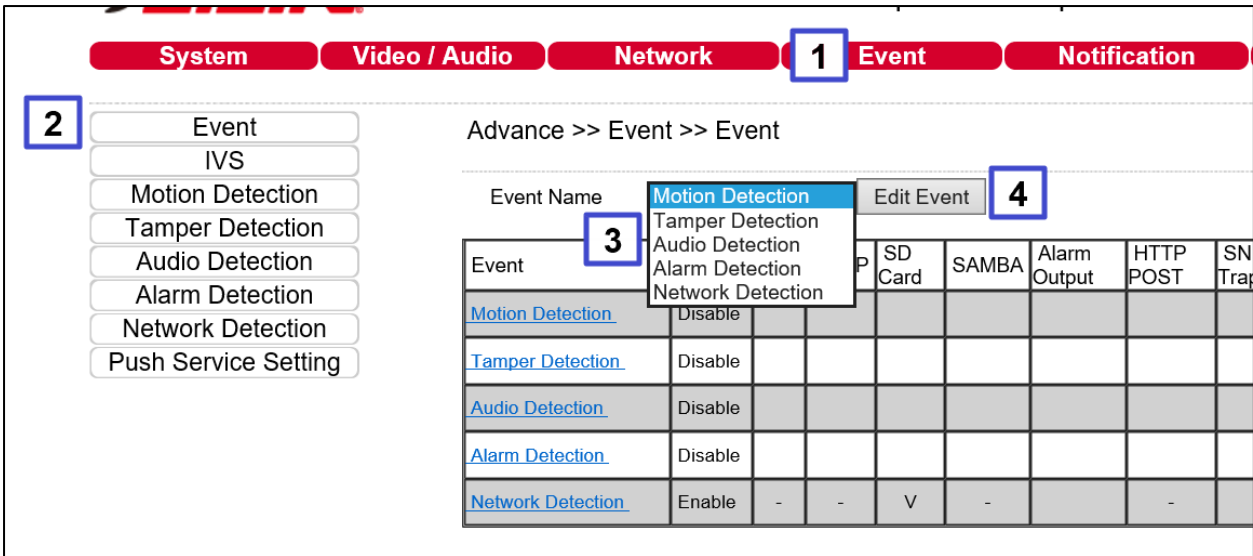 System Video / Audio Network 1 Event Notification
2 Event
IVS
Motion Detection
Tamper Detection
Audio Detection
Alarm Detection
Network Detection
Push Service Setting
Advance >> Event >> Event
Event Name Motion Detection Edit Event 4
Tamper Detection
3 Audio Detection
Alarm Detection
Network Detection
Event P SD Card SAMBA Alarm Output HTTP POST SN Trap
Motion Detection Disable
Tamper Detection Disable
Audio Detection Disable
Alarm Detection Disable
Network Detection Enable - - V - -